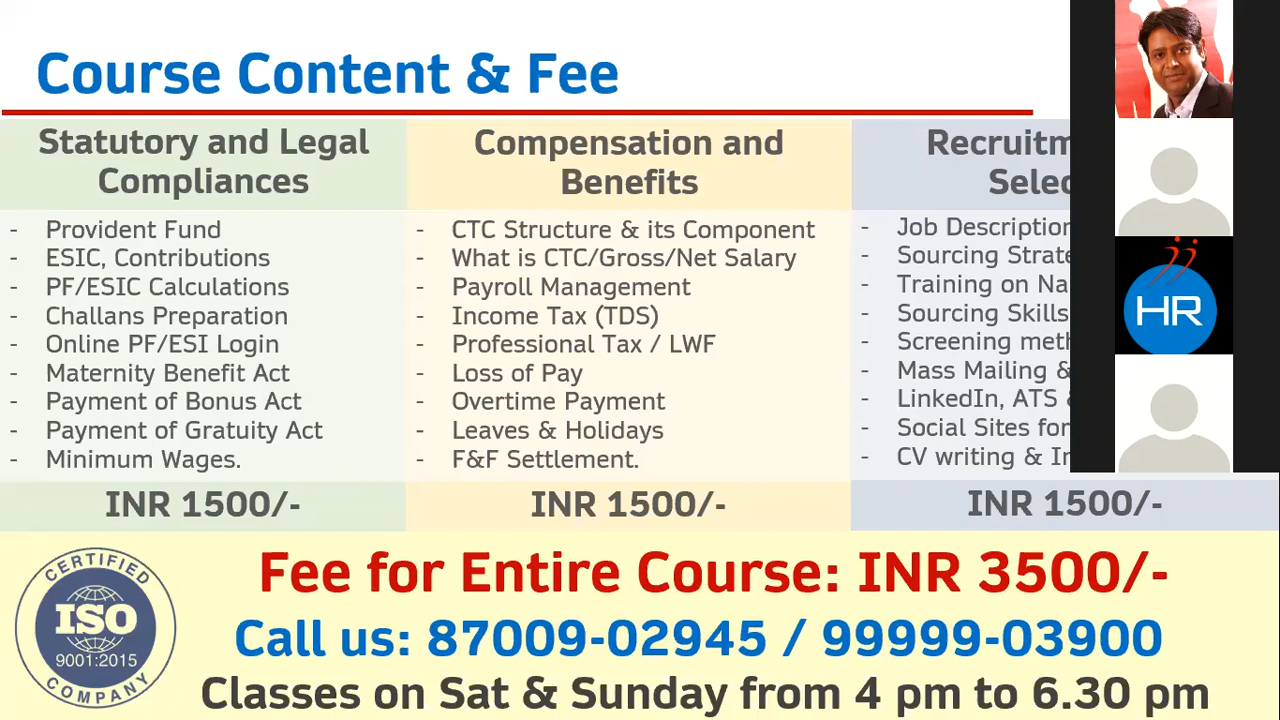 Course Content & Fee
Statutory and Legal
Compliances
- Provident Fund
- ESIC, Contributions
- PF/ESIC Calculations
- Challans Preparation
- Online PF/ESI Login
- Maternity Benefit Act
- Payment of Bonus Act
- Payment of Gratuity Act
- Minimum Wages.
INR 1500/-
Compensation and
Benefits
- CTC Structure & its Component
- What is CTC/Gross/Net Salary
- Payroll Management
- Income Tax (TDS)
- Professional Tax / LWF
- Loss of Pay
- Overtime Payment
- Leaves & Holidays
- F&F Settlement.
INR 1500/-
- Job Description
- Sourcing
- Training on
- Sourcing Skills
- Screening
- Mass Mailing &
- LinkedIn, ATS
- Social Sites for
- CV writing &
INR 1500/-
HR
Fee for Entire Course: INR 3500/-
Call us: 87009-02945 / 99999-03900
Classes on Sat & Sunday from 4 pm to 6.30 pm
CERTIFIED
ISO
9001:2015
COMPANY